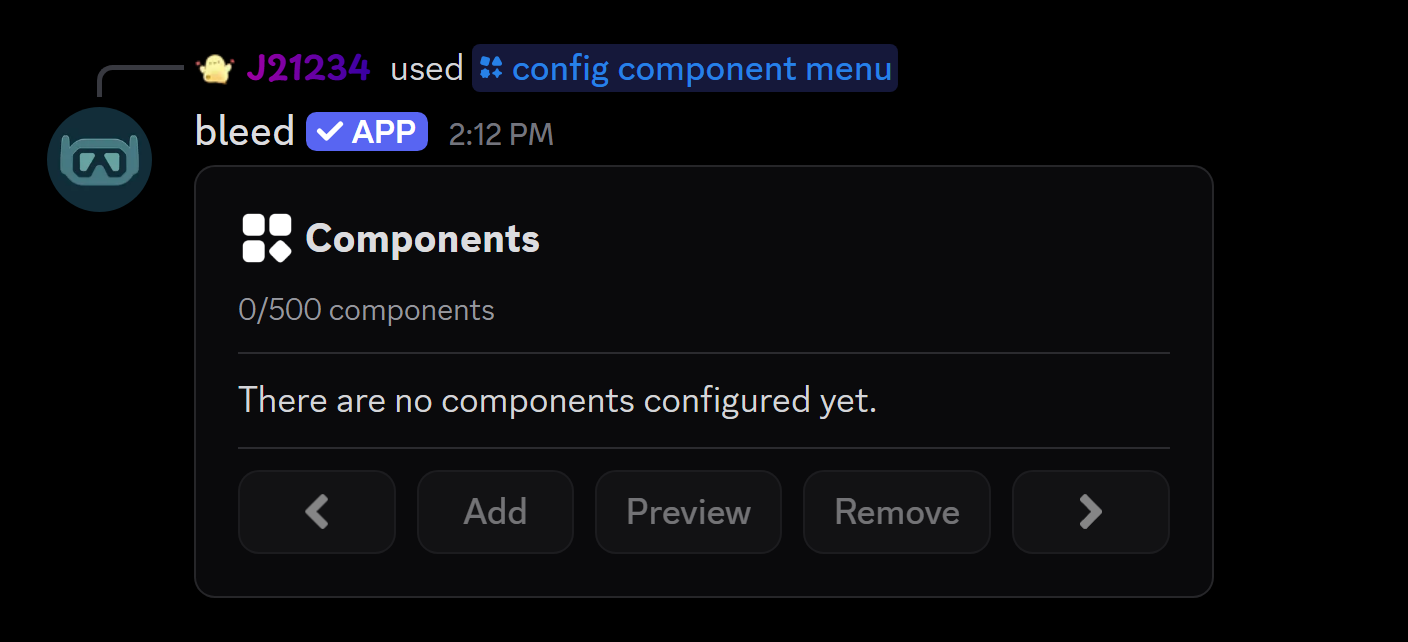 J21234 used config component menu
bleed APP 2:12 PM
Components
0/500 components
There are no components configured yet.
Add Preview Remove